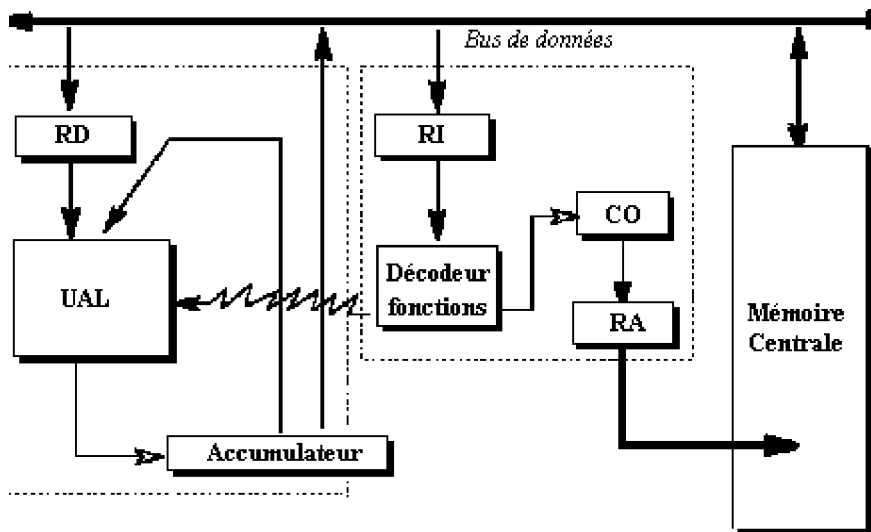 Bus de données
RD
RI
CO
UAL
Décodeur
fonctions
RA
Mémoire
Centrale
Accumulateur